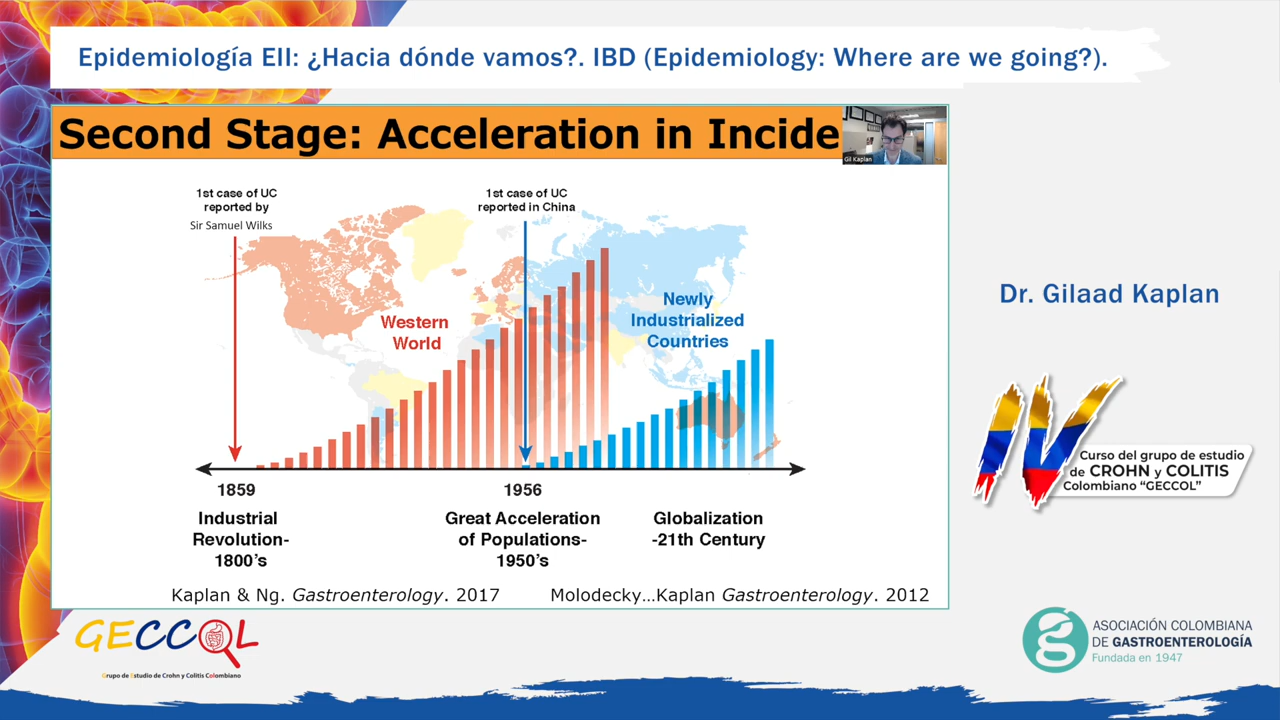 Epidemiología EII: ¿Hacia dónde vamos?. IBD (Epidemiology: Where are we going?).
Second Stage: Acceleration in Incide
Gil Kaplan
1st case of UC
reported by
Sir Samuel Wilks
1st case of UC
reported in China
Western
World
Newly
Industrialized
Countries
1859
1956
Industrial
Revolution-
1800's
Great Acceleration
of Populations-
1950's
Globalization
-21th Century
Kaplan & Ng. Gastroenterology. 2017
Molodecky...Kaplan Gastroenterology. 2012
Dr. Gilaad Kaplan
IV
Curso del grupo de estudio
de CROHN y COLITIS
Colombiano "GECCOL"
GECCOL
Grupo de Estudio de Crohn y Colitis Colombiano
ASOCIACIÓN COLOMBIANA
DE GASTROENTEROLOGÍA
Fundada en 1947